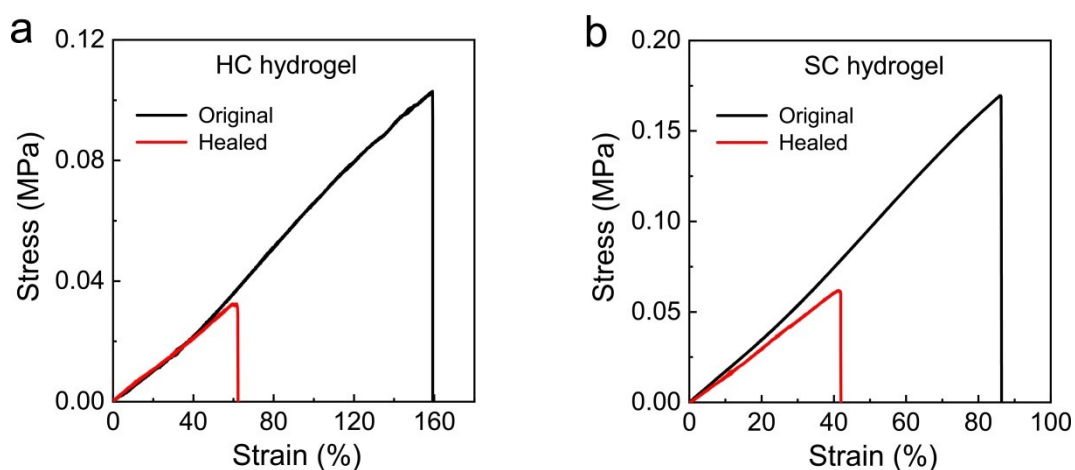 a
HC hydrogel
Original
Healed
Stress (MPa)
0.12
0.08
0.04
0.00
0 40 80 120 160
Strain (%)
b
SC hydrogel
Original
Healed
Stress (MPa)
0.20
0.15
0.10
0.05
0.00
0 20 40 60 80 100
Strain (%)